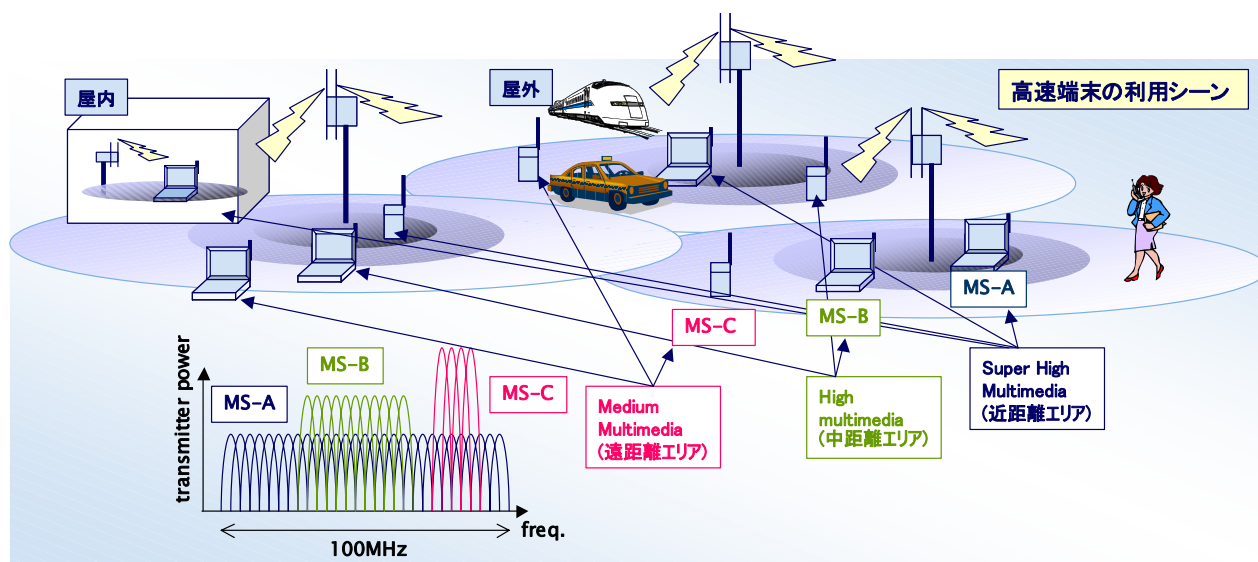 屋内
屋外
高速端末の利用シーン
MS-A
MS-B
MS-C
Super High
Multimedia
(近距離エリア)
High
multimedia
(中距離エリア)
Medium
Multimedia
(遠距離エリア)
transmitter power
MS-A
MS-B
MS-C
freq.
100MHz